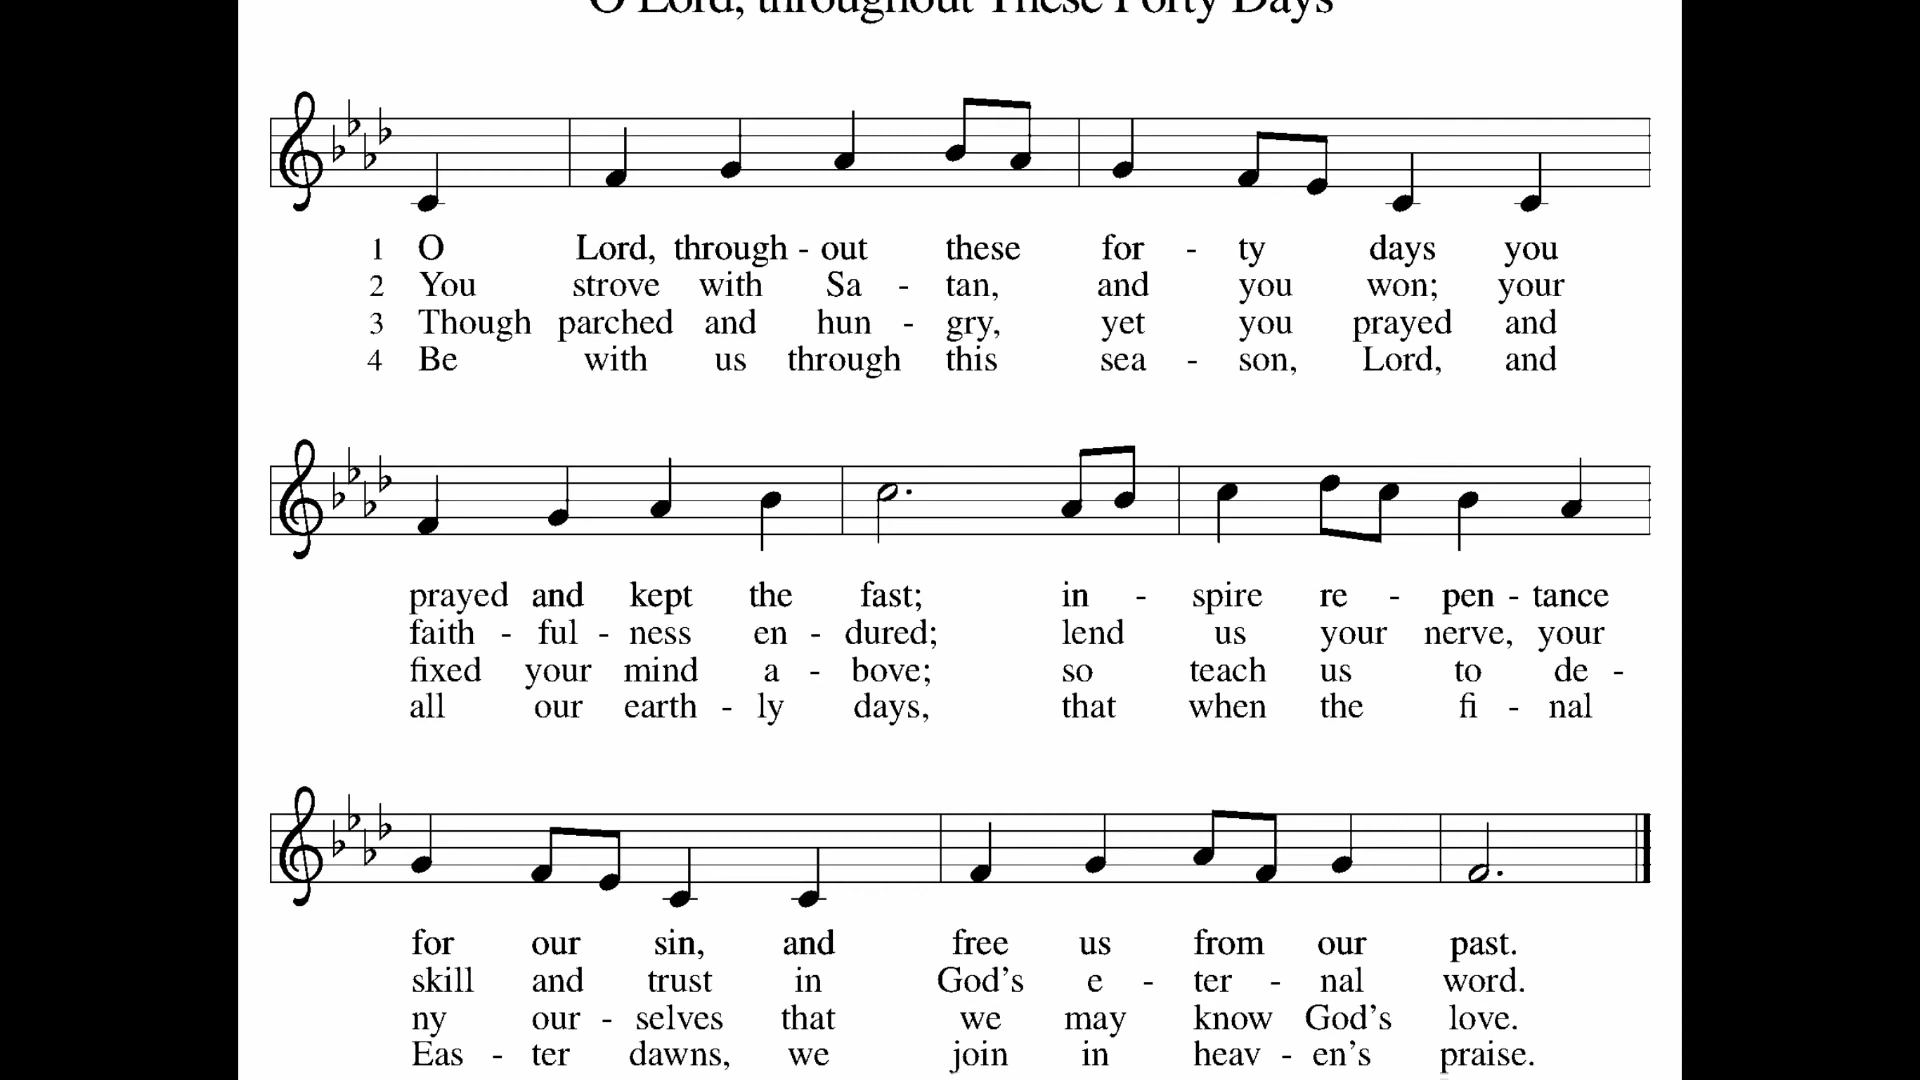 O Lord, throughout These Forty Days
1 O Lord, through - out these for - ty days you
2 You strove with Sa - tan, and you won; your
3 Though parched and hun - gry, yet you prayed and
4 Be with us through this sea - son, Lord, and
prayed and kept the fast; in - spire re - pen - tance
faith - ful - ness en - dured; lend us your nerve, your
fixed your mind a - bove; so teach us to de -
all our earth - ly days, that when the fi - nal
for our sin, and free us from our past.
skill and trust in God's e - ter - nal word.
ny our - selves that we may know God's love.
Eas - ter dawns, we join in heav - en's praise.